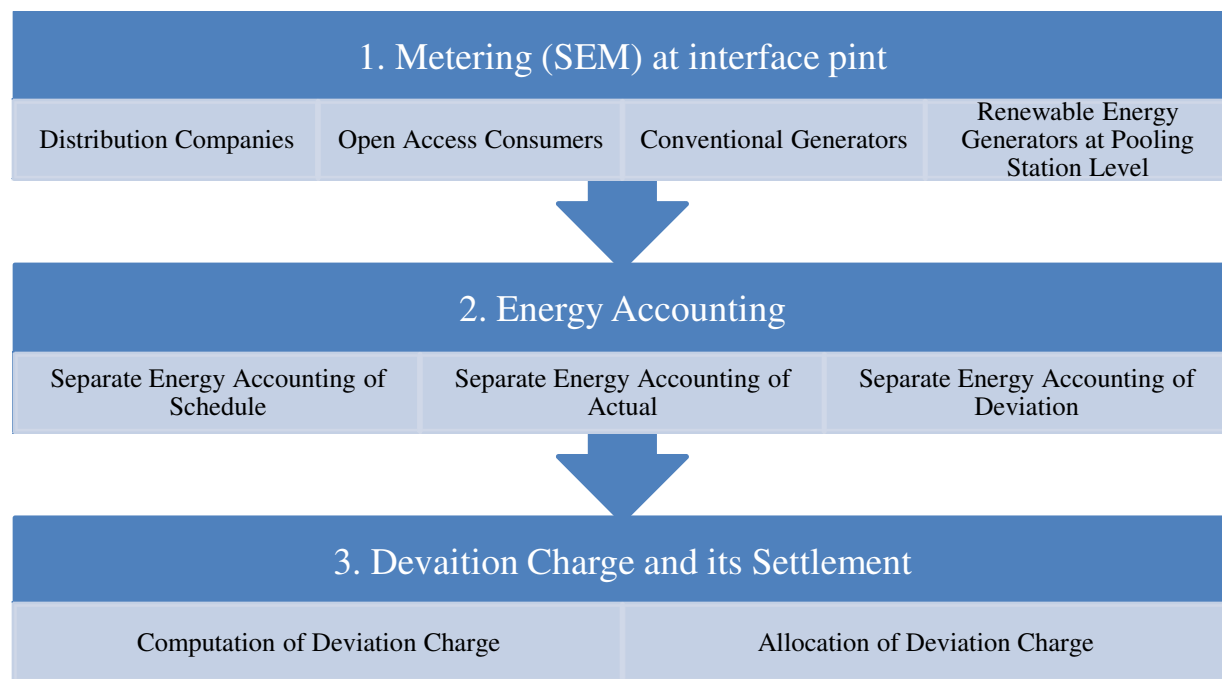 1. Metering (SEM) at interface pint
Distribution Companies
Open Access Consumers
Conventional Generators
Renewable Energy
Generators at Pooling
Station Level
2. Energy Accounting
Separate Energy Accounting of
Schedule
Separate Energy Accounting of
Actual
Separate Energy Accounting of
Deviation
3. Devaition Charge and its Settlement
Computation of Deviation Charge
Allocation of Deviation Charge